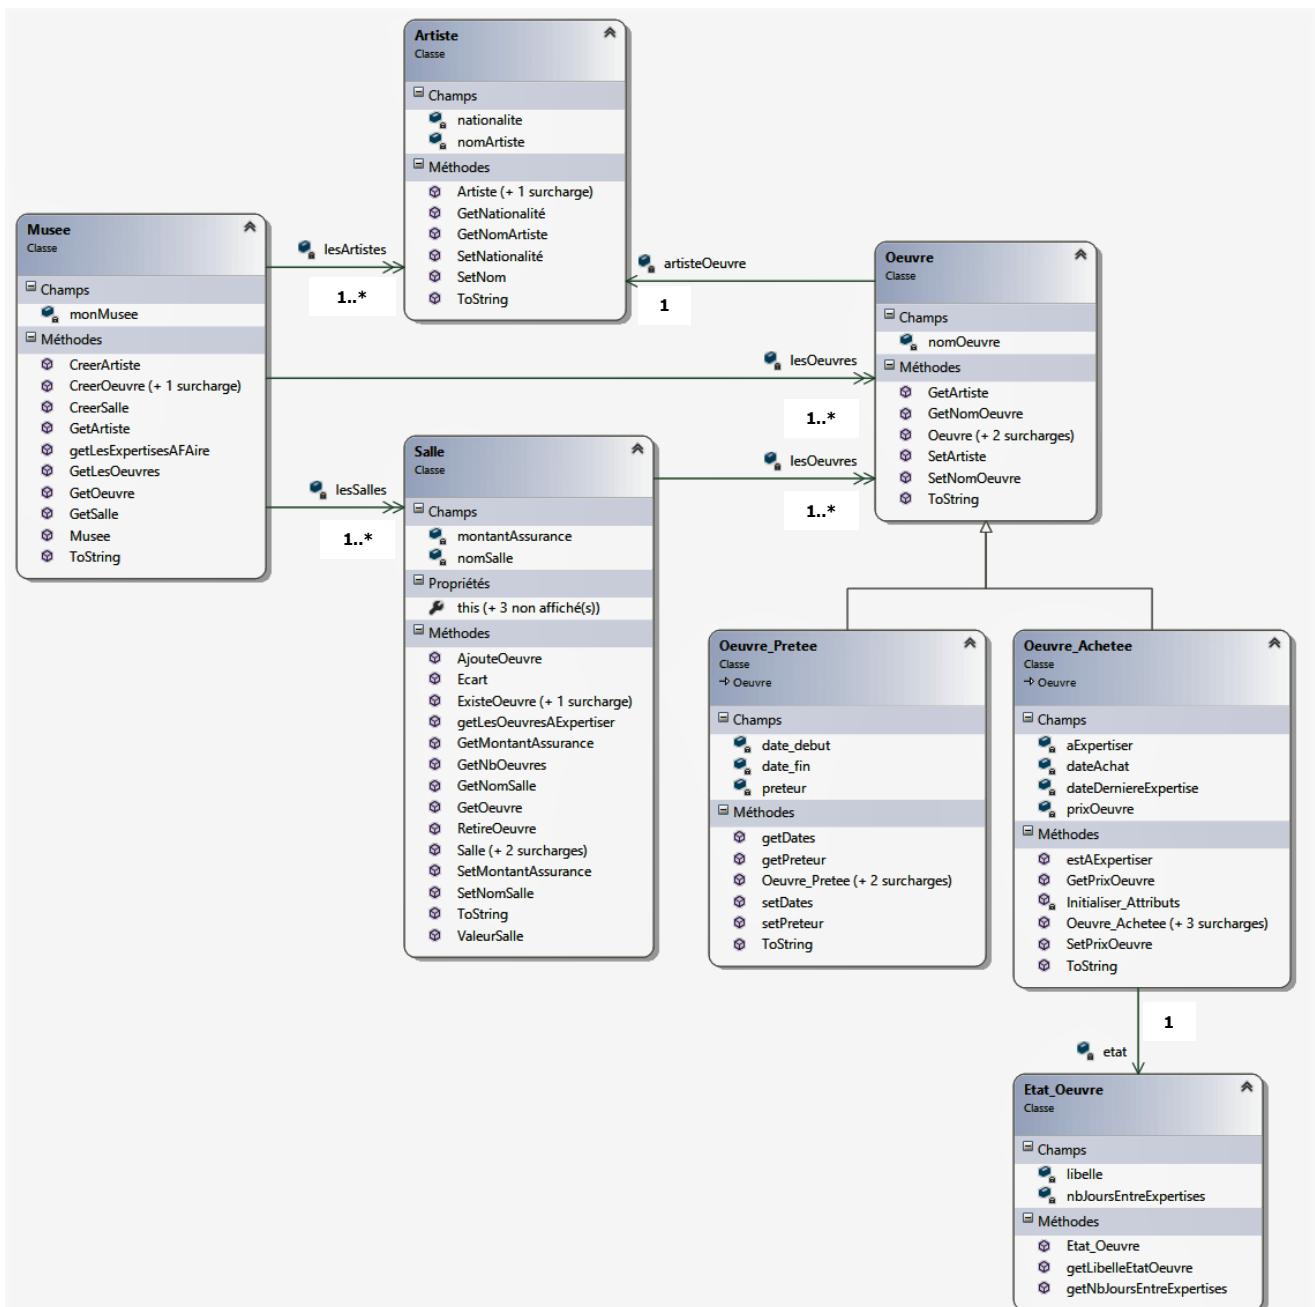 Artiste
Classe
Champs
nationalite
nomArtiste
Méthodes
Artiste (+ 1 surcharge)
GetNationalité
GetNomArtiste
SetNationalité
SetNom
ToString
Musee
Classe
Champs
monMusee
Méthodes
CreerArtiste
CreerOeuvre (+ 1 surcharge)
CreerSalle
GetArtiste
getLesExpertisesAFAire
GetLesOeuvres
GetOeuvre
GetSalle
Musee
ToString
lesArtistes
1..*
artisteOeuvre
1
Oeuvre
Classe
Champs
nomOeuvre
Méthodes
GetArtiste
GetNomOeuvre
Oeuvre (+ 2 surcharges)
SetArtiste
SetNomOeuvre
ToString
lesOeuvres
1..*
lesSalles
1..*
Salle
Classe
Champs
montantAssurance
nomSalle
Propriétés
this (+ 3 non affiché(s))
Méthodes
AjouteOeuvre
Ecart
ExisteOeuvre (+ 1 surcharge)
getLesOeuvresAExpertiser
GetMontantAssurance
GetNbOeuvres
GetNomSalle
GetOeuvre
RetireOeuvre
Salle (+ 2 surcharges)
SetMontantAssurance
SetNomSalle
ToString
ValeurSalle
lesOeuvres
1..*
Oeuvre_Pretee
Classe
Oeuvre
Champs
date_debut
date_fin
preteur
Méthodes
getDates
getPreteur
Oeuvre_Pretee (+ 2 surcharges)
setDates
setPreteur
ToString
Oeuvre_Achetee
Classe
Oeuvre
Champs
aExpertiser
dateAchat
dateDerniereExpertise
prixOeuvre
Méthodes
estAExpertiser
GetPrixOeuvre
Initialiser_Attributs
Oeuvre_Achetee (+ 3 surcharges)
SetPrixOeuvre
ToString
1
etat
Etat_Oeuvre
Classe
Champs
libelle
nbJoursEntreExpertises
Méthodes
Etat_Oeuvre
getLibelleEtatOeuvre
getNbJoursEntreExpertises